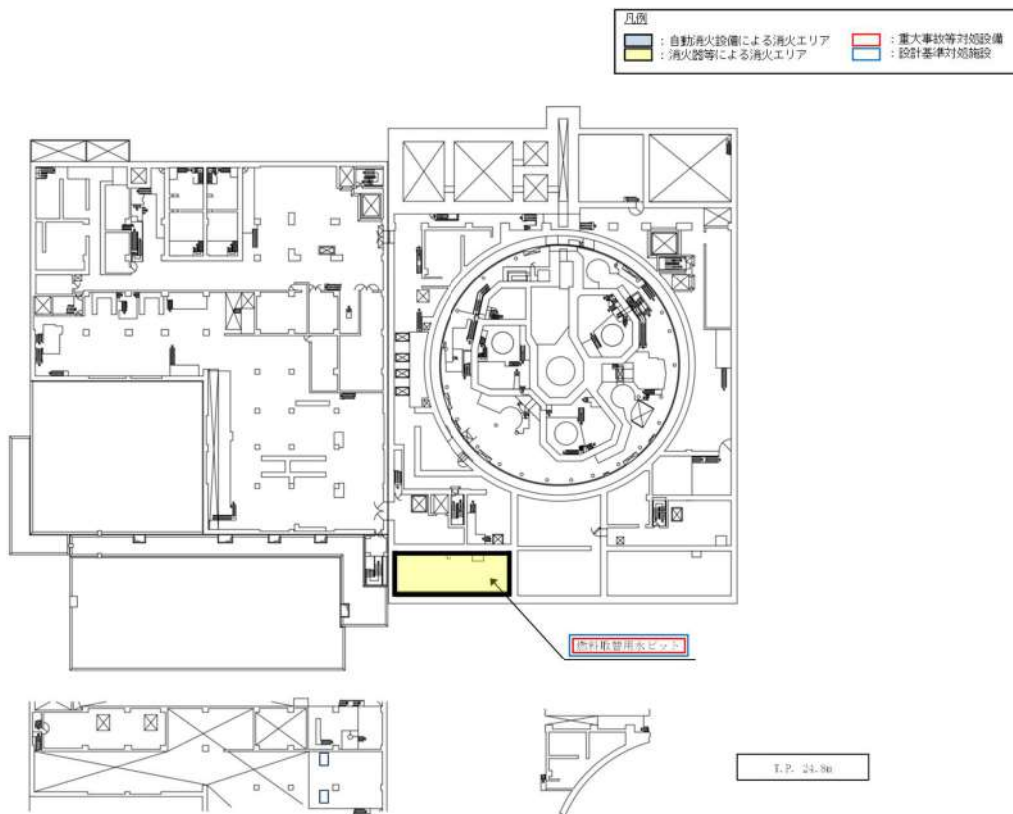 凡例
：自動消火設備による消火エリア
：重大事故等対処設備
：消火器等による消火エリア
：設計基準対処施設
燃料取替用水ピット
T.P. 24.8m